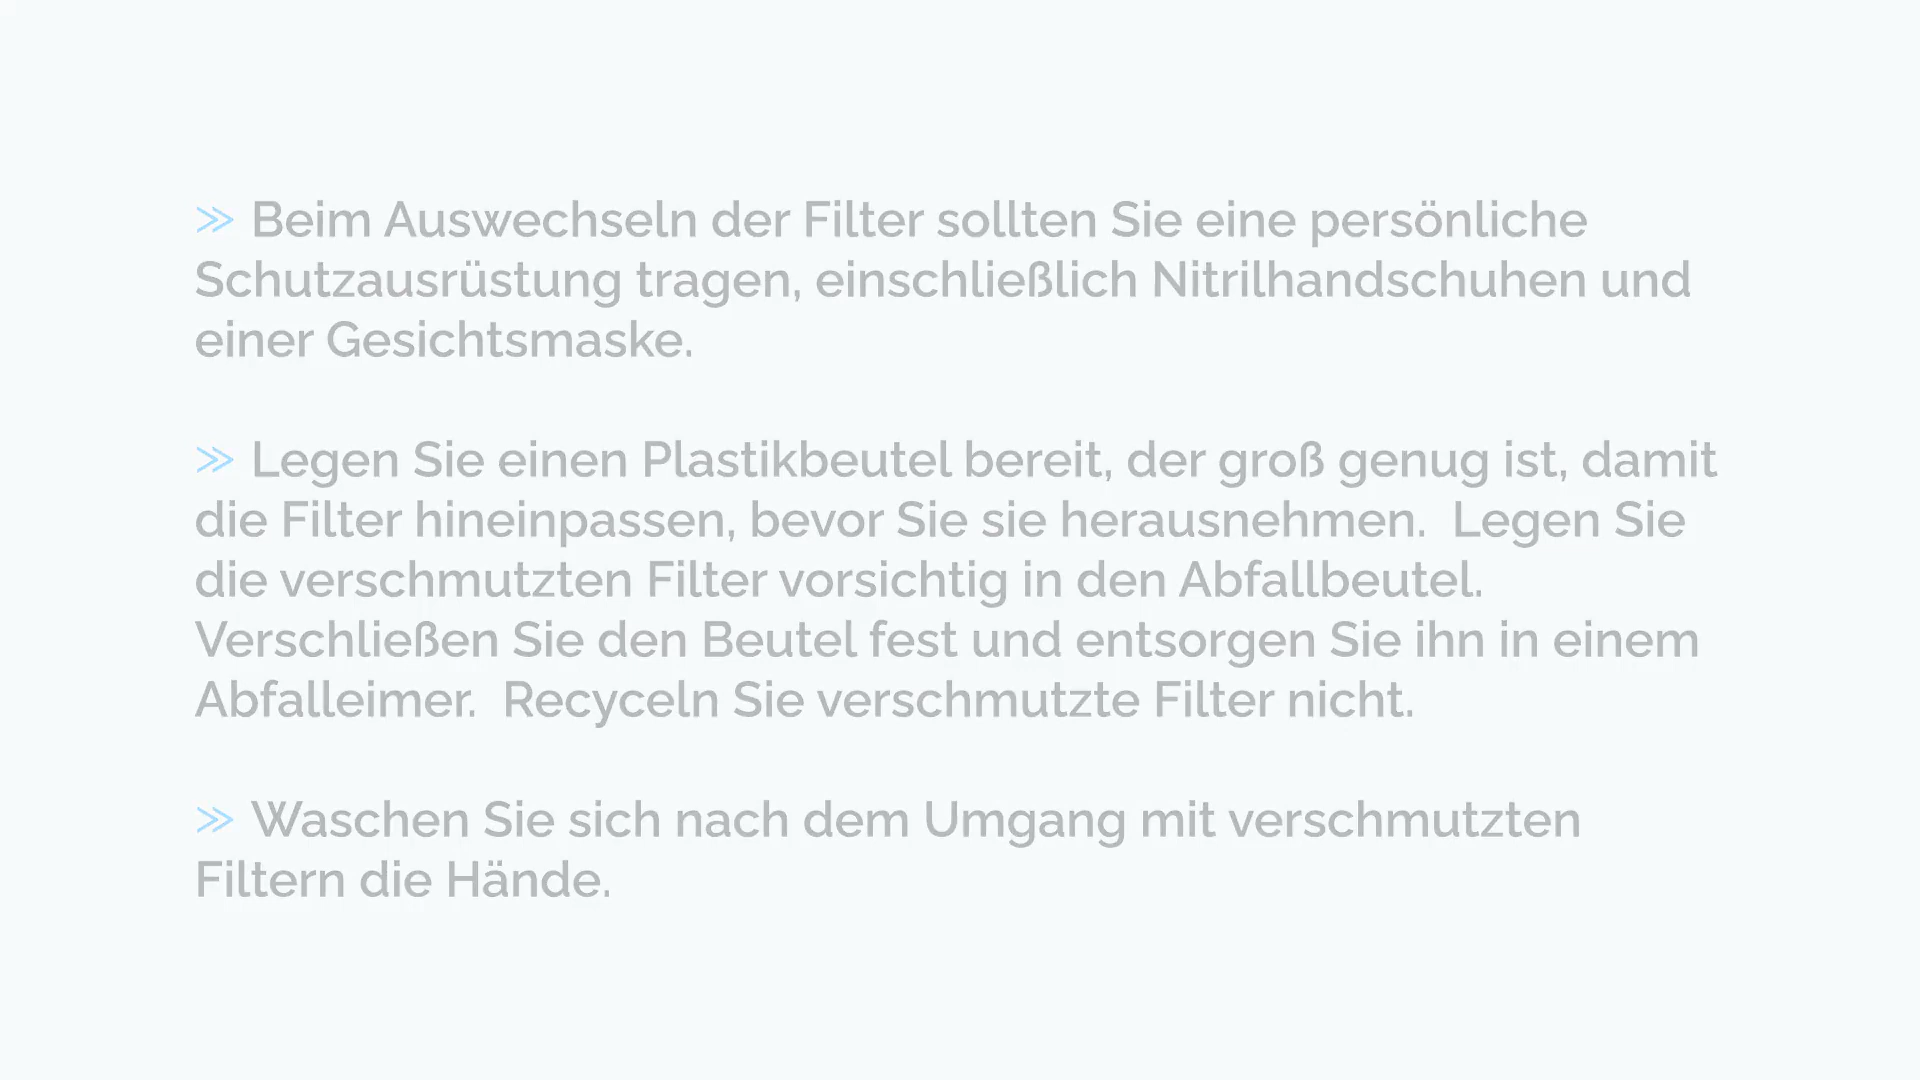 ≫ Beim Auswechseln der Filter sollten Sie eine persönliche
Schutzausrüstung tragen, einschließlich Nitrilhandschuhen und
einer Gesichtsmaske.
≫ Legen Sie einen Plastikbeutel bereit, der groß genug ist, damit
die Filter hineinpassen, bevor Sie sie herausnehmen.  Legen Sie
die verschmutzten Filter vorsichtig in den Abfallbeutel.
Verschließen Sie den Beutel fest und entsorgen Sie ihn in einem
Abfalleimer.  Recyceln Sie verschmutzte Filter nicht.
≫ Waschen Sie sich nach dem Umgang mit verschmutzten
Filtern die Hände.